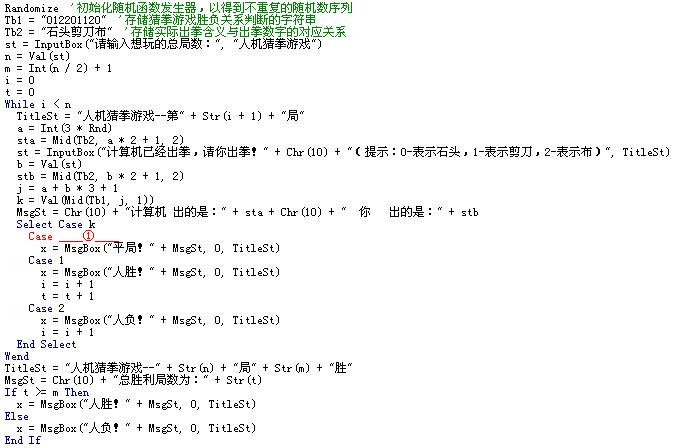 Randomize '初始化随机函数发生器，以得到不重复的随机数序列
Tb1 = "012201120" '存储猜拳游戏胜负关系判断的字符串
Tb2 = "石头剪刀布" '存储实际出拳含义与出拳数字的对应关系
st = InputBox("请输入想玩的总局数：", "人机猜拳游戏")
n = Val(st)
m = Int(n / 2) + 1
i = 0
t = 0
While i < n
TitleSt = "人机猜拳游戏--第" + Str(i + 1) + "局"
a = Int(3 * Rnd)
sta = Mid(Tb2, a * 2 + 1, 2)
st = InputBox("计算机已经出拳，请你出拳！" + Chr(10) + "（提示：0-表示石头，1-表示剪刀，2-表示布）", TitleSt)
b = Val(st)
stb = Mid(Tb2, b * 2 + 1, 2)
j = a + b * 3 + 1
k = Val(Mid(Tb1, j, 1))
MsgSt = Chr(10) + "计算机 出的是：" + sta + Chr(10) + " 你 出的是：" + stb
Select Case k
Case ____①____
x = MsgBox("平局！" + MsgSt, 0, TitleSt)
Case 1
x = MsgBox("人胜！" + MsgSt, 0, TitleSt)
i = i + 1
t = t + 1
Case 2
x = MsgBox("人负！" + MsgSt, 0, TitleSt)
i = i + 1
End Select
Wend
TitleSt = "人机猜拳游戏--" + Str(n) + "局" + Str(m) + "胜"
MsgSt = Chr(10) + "总胜利局数为：" + Str(t)
If t >= m Then
x = MsgBox("人胜！" + MsgSt, 0, TitleSt)
Else
x = MsgBox("人负！" + MsgSt, 0, TitleSt)
End If